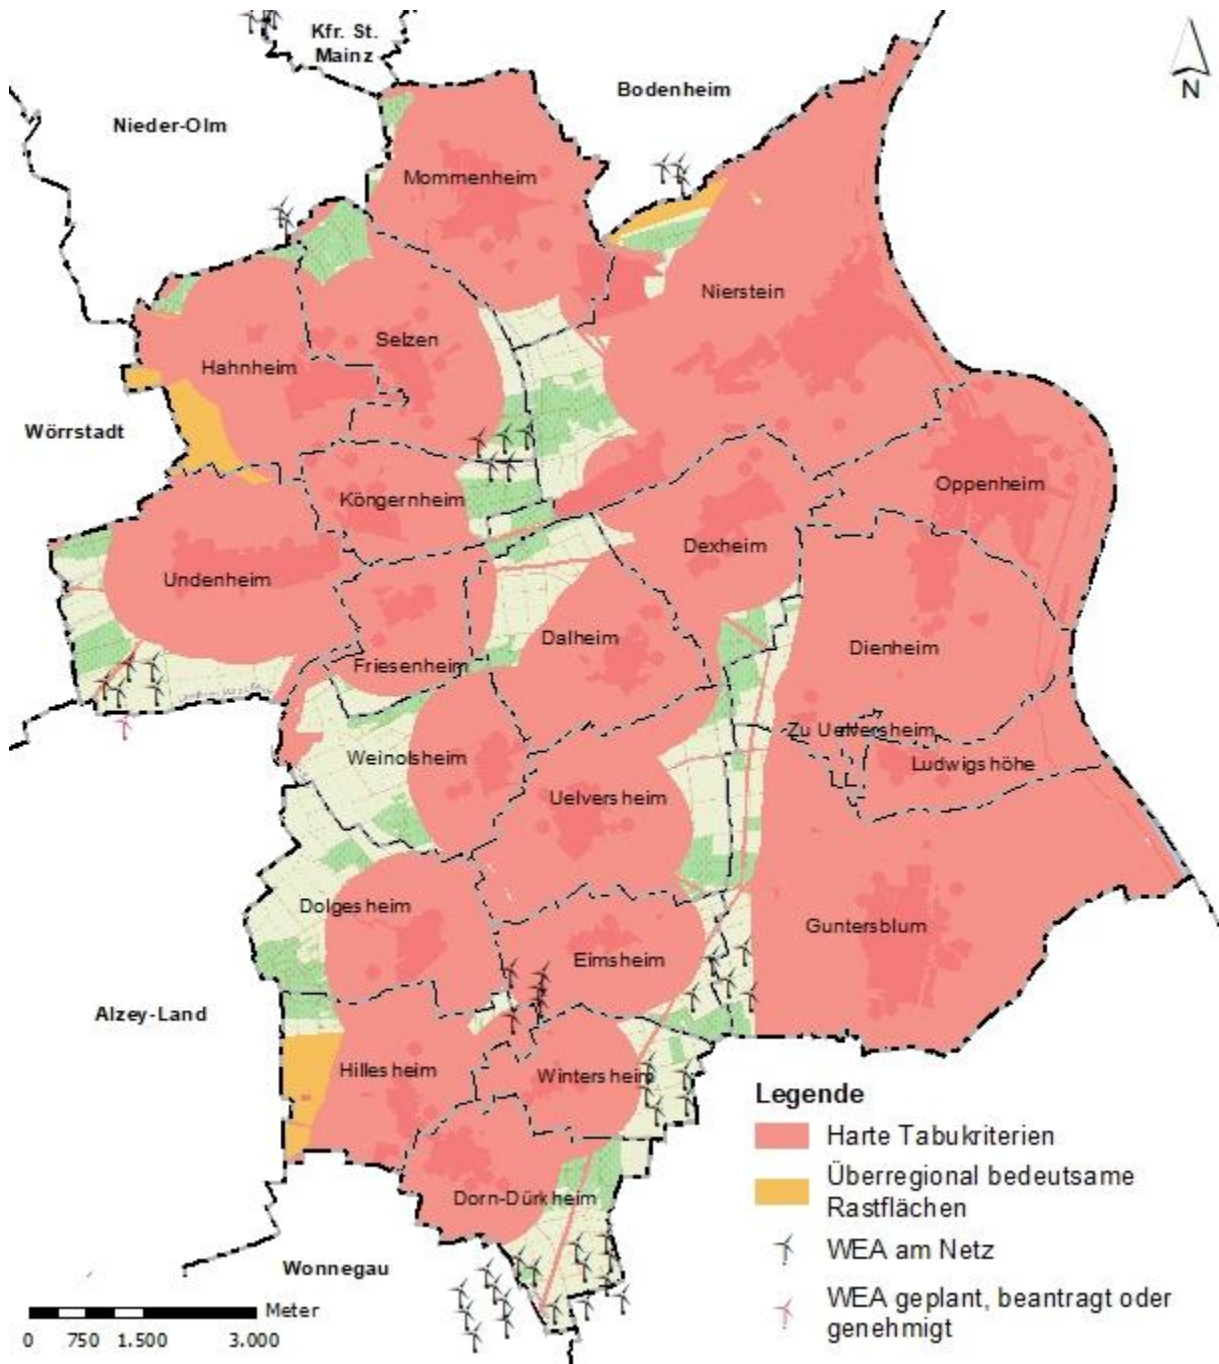 Kfr. St.
Mainz
N
Bodenheim
Nieder-Olm
Mommenheim
Nierstein
Selzen
Hahnheim
Wörrstadt
Köngernheim
Oppenheim
Dexheim
Undenheim
Dalheim
Dienheim
Friesenheim
Zu Uelversheim
Weinolsheim
Ludwigshöhe
Uelversheim
Dolgesheim
Guntersblum
Eimsheim
Alzey-Land
Hillesheim
Wintersheim
Dorn-Dürkheim
Wonnegau
Legende
Harte Tabukriterien
Überregional bedeutsame
Rastflächen
WEA am Netz
WEA geplant, beantragt oder
genehmigt
Meter
0 750 1.500 3.000